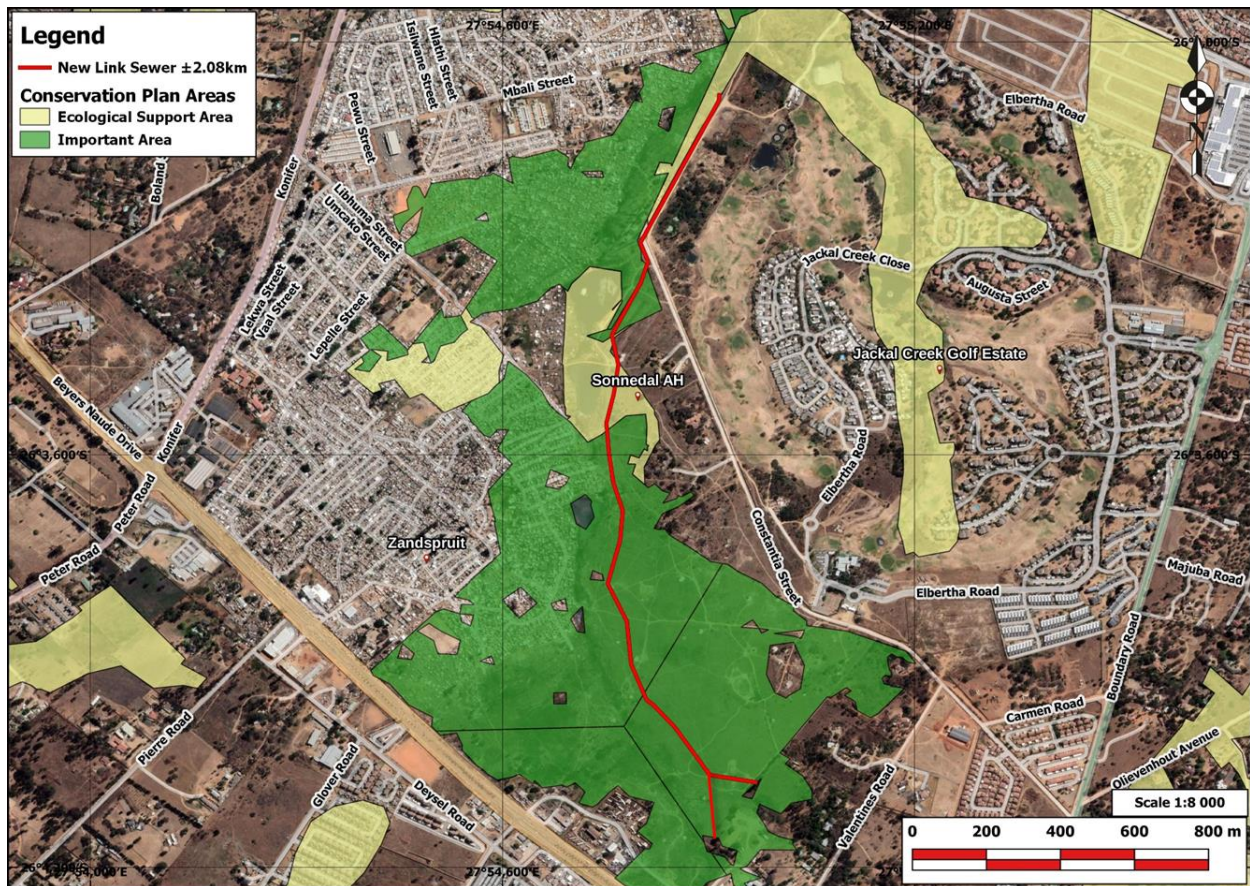 Legend
New Link Sewer ±2.08km
Conservation Plan Areas
Ecological Support Area
Important Area
27°54,600'E
27°55,200'E
N
Isilwane Street
Hlathi Street
Mbali Street
Pewu Street
Elbertha Road
Konifer
Libhuma Street
Umcako Street
Lekwa Street
Vaal Street
Lepelle Street
Jackal Creek Close
Augusta Street
Jackal Creek Golf Estate
Sonnedal AH
Beyers Naude Drive
Konifer
Peter Road
Elbertha Road
26°3,600'S
26°3,600'S
Constantia Street
Zandspruit
Peter Road
Elbertha Road
Majuba Road
Boundary Road
Carmen Road
Pierre Road
Glover Road
Deysel Road
Valentines Road
Olievenhout Avenue
Scale 1:8 000
0 200 400 600 800 m
27°54,000'E
27°54,600'E